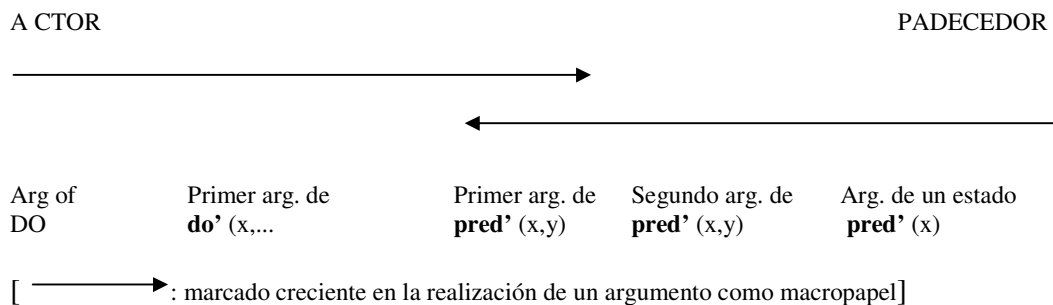 A CTOR PADECEDOR
Arg of Primer arg. de Primer arg. de Segundo arg. de Arg. de un estado
DO do’ (x,... pred’ (x,y) pred’ (x,y) pred’ (x)
[ : marcado creciente en la realización de un argumento como macropapel]